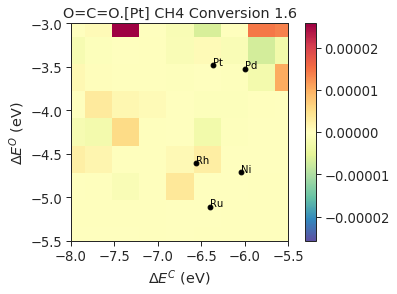 O=C=O.[Pt] CH4 Conversion 1.6
−3.0
−3.5
−4.0
−4.5
−5.0
−5.5
ΔE^O (eV)
Pt
Pd
Rh
Ni
Ru
−8.0 −7.5 −7.0 −6.5 −6.0 −5.5
ΔE^C (eV)
0.00002
0.00001
0.00000
−0.00001
−0.00002